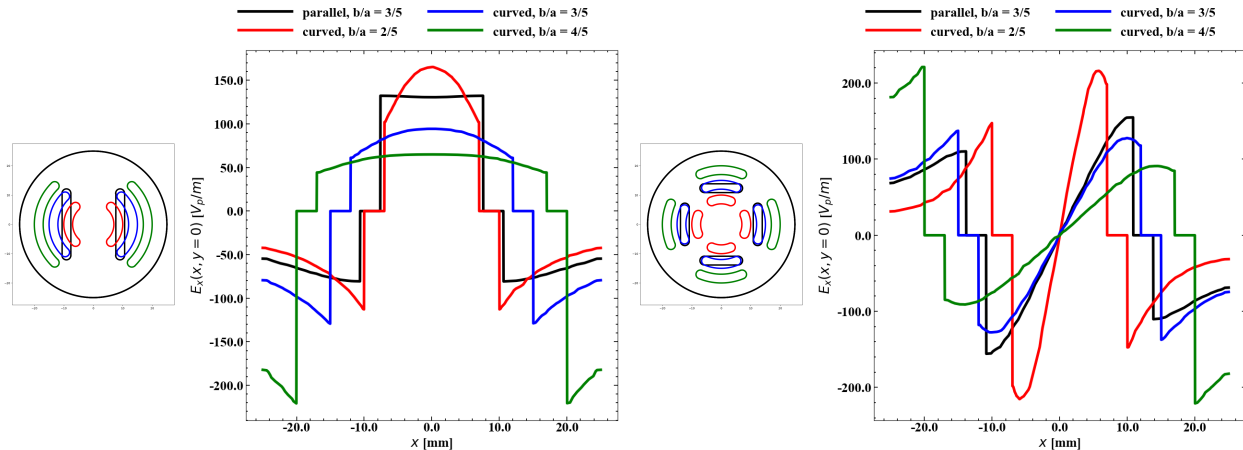 parallel, b/a = 3/5 curved, b/a = 3/5
curved, b/a = 2/5 curved, b/a = 4/5
150.0
100.0
50.0
0.0
-50.0
-100.0
-150.0
-200.0
E_x(x, y = 0) [V_p/m]
-20.0 -10.0 0.0 10.0 20.0
x [mm]
parallel, b/a = 3/5 curved, b/a = 3/5
curved, b/a = 2/5 curved, b/a = 4/5
200.0
100.0
0.0
-100.0
-200.0
E_x(x, y = 0) [V_p/m]
-20.0 -10.0 0.0 10.0 20.0
x [mm]